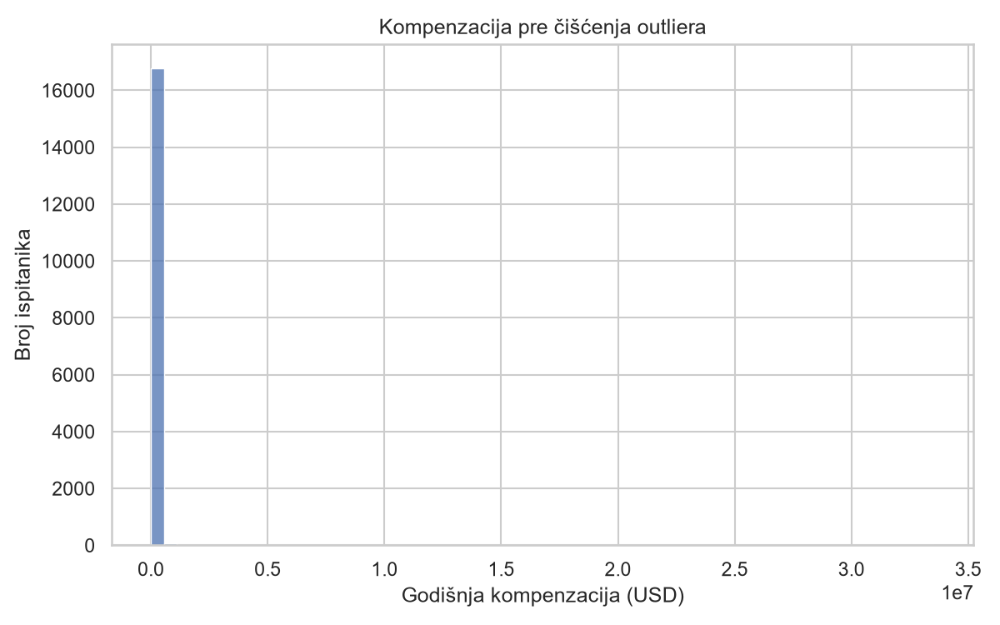 Kompenzacija pre čišćenja outliera
Broj ispitanika
16000
14000
12000
10000
8000
6000
4000
2000
0
0.0 0.5 1.0 1.5 2.0 2.5 3.0 3.5
1e7
Godišnja kompenzacija (USD)